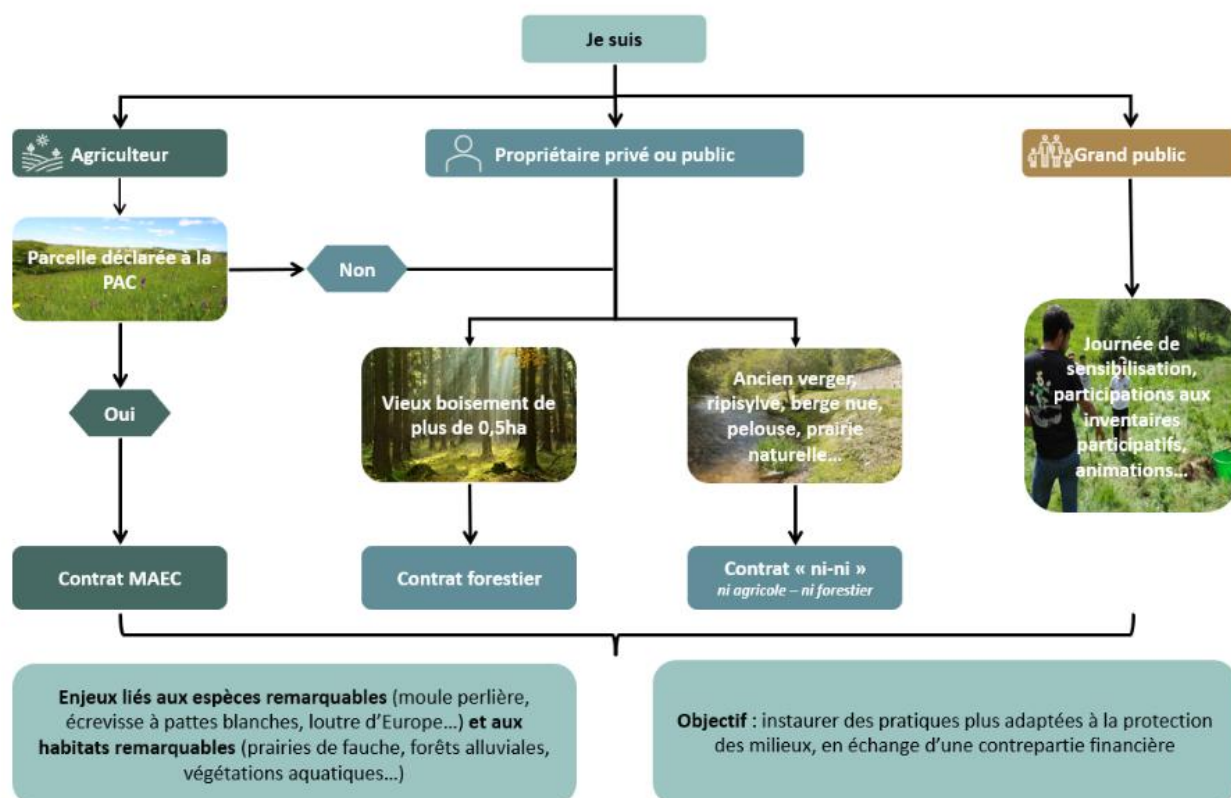 Je suis
Agriculteur
Propriétaire privé ou public
Grand public
Parcelle déclarée à la
PAC
Non
Oui
Vieux boisement de
plus de 0,5ha
Ancien verger,
ripisylve, berge nue,
pelouse, prairie
naturelle...
Journée de
sensibilisation,
participations aux
inventaires
participatifs,
animations...
Contrat MAEC
Contrat forestier
Contrat « ni-ni »
ni agricole – ni forestier
Enjeux liés aux espèces remarquables (moule perlière,
écrevisse à pattes blanches, loutre d’Europe...) et aux
habitats remarquables (prairies de fauche, forêts alluviales,
végétations aquatiques...)
Objectif : instaurer des pratiques plus adaptées à la protection
des milieux, en échange d’une contrepartie financière